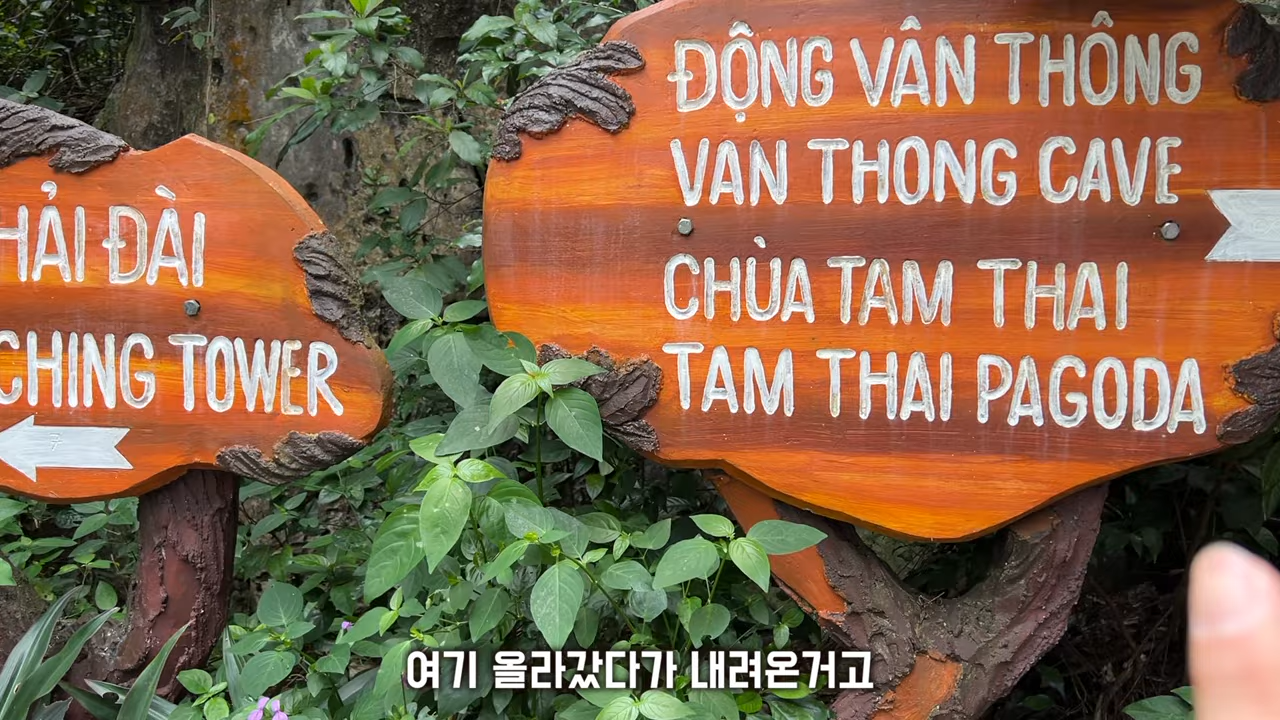 HẢI ĐÀI
CHING TOWER
ĐỘNG VÂN THÔNG
VAN THONG CAVE
CHÙA TAM THAI
TAM THAI PAGODA
여기 올라갔다가 내려온거고